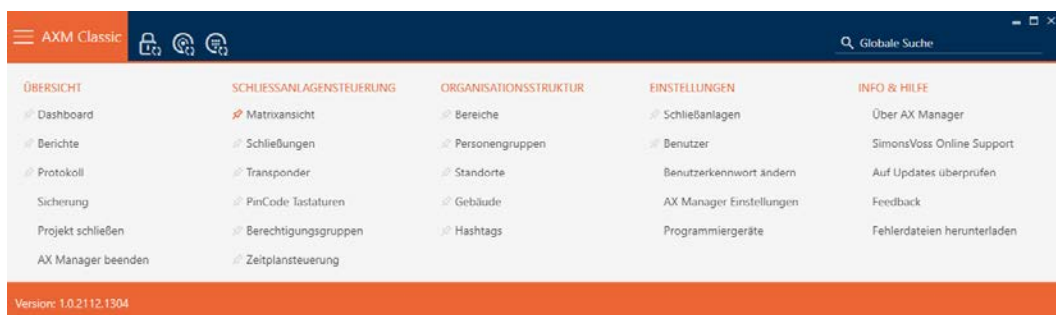 AXM Classic
Globale Suche
ÜBERSICHT
Dashboard
Berichte
Protokoll
Sicherung
Projekt schließen
AX Manager beenden
SCHLIESSANLAGENSTEUERUNG
Matrixansicht
Schließungen
Transponder
PinCode Tastaturen
Berechtigungsgruppen
Zeitplansteuerung
ORGANISATIONSSTRUKTUR
Bereiche
Personengruppen
Standorte
Gebäude
Hashtags
EINSTELLUNGEN
Schließanlagen
Benutzer
Benutzerkennwort ändern
AX Manager Einstellungen
Programmiergeräte
INFO & HILFE
Über AX Manager
SimonsVoss Online Support
Auf Updates überprüfen
Feedback
Fehlerdateien herunterladen
Version: 1.0.2112.1304